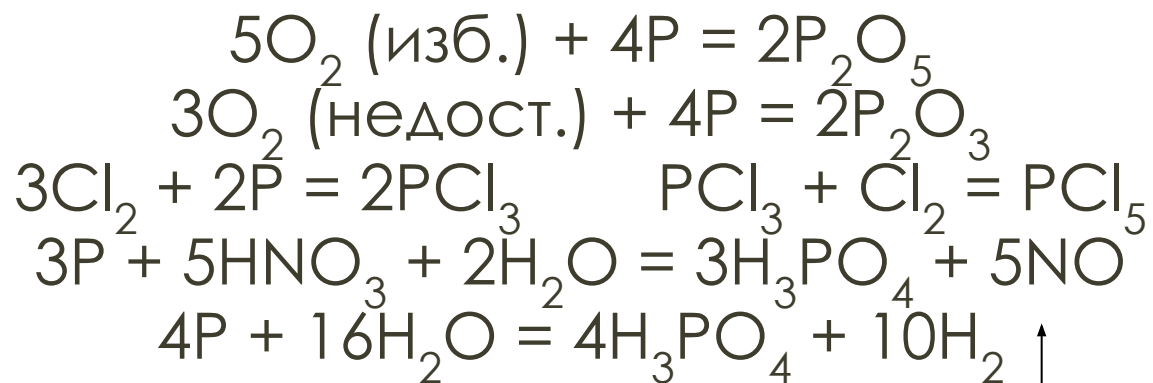 5O₂ (изб.) + 4P = 2P₂O₅
3O₂ (недост.) + 4P = 2P₂O₃
3Cl₂ + 2P = 2PCl₃ PCl₃ + Cl₂ = PCl₅
3P + 5HNO₃ + 2H₂O = 3H₃PO₄ + 5NO
4P + 16H₂O = 4H₃PO₄ + 10H₂ ↑